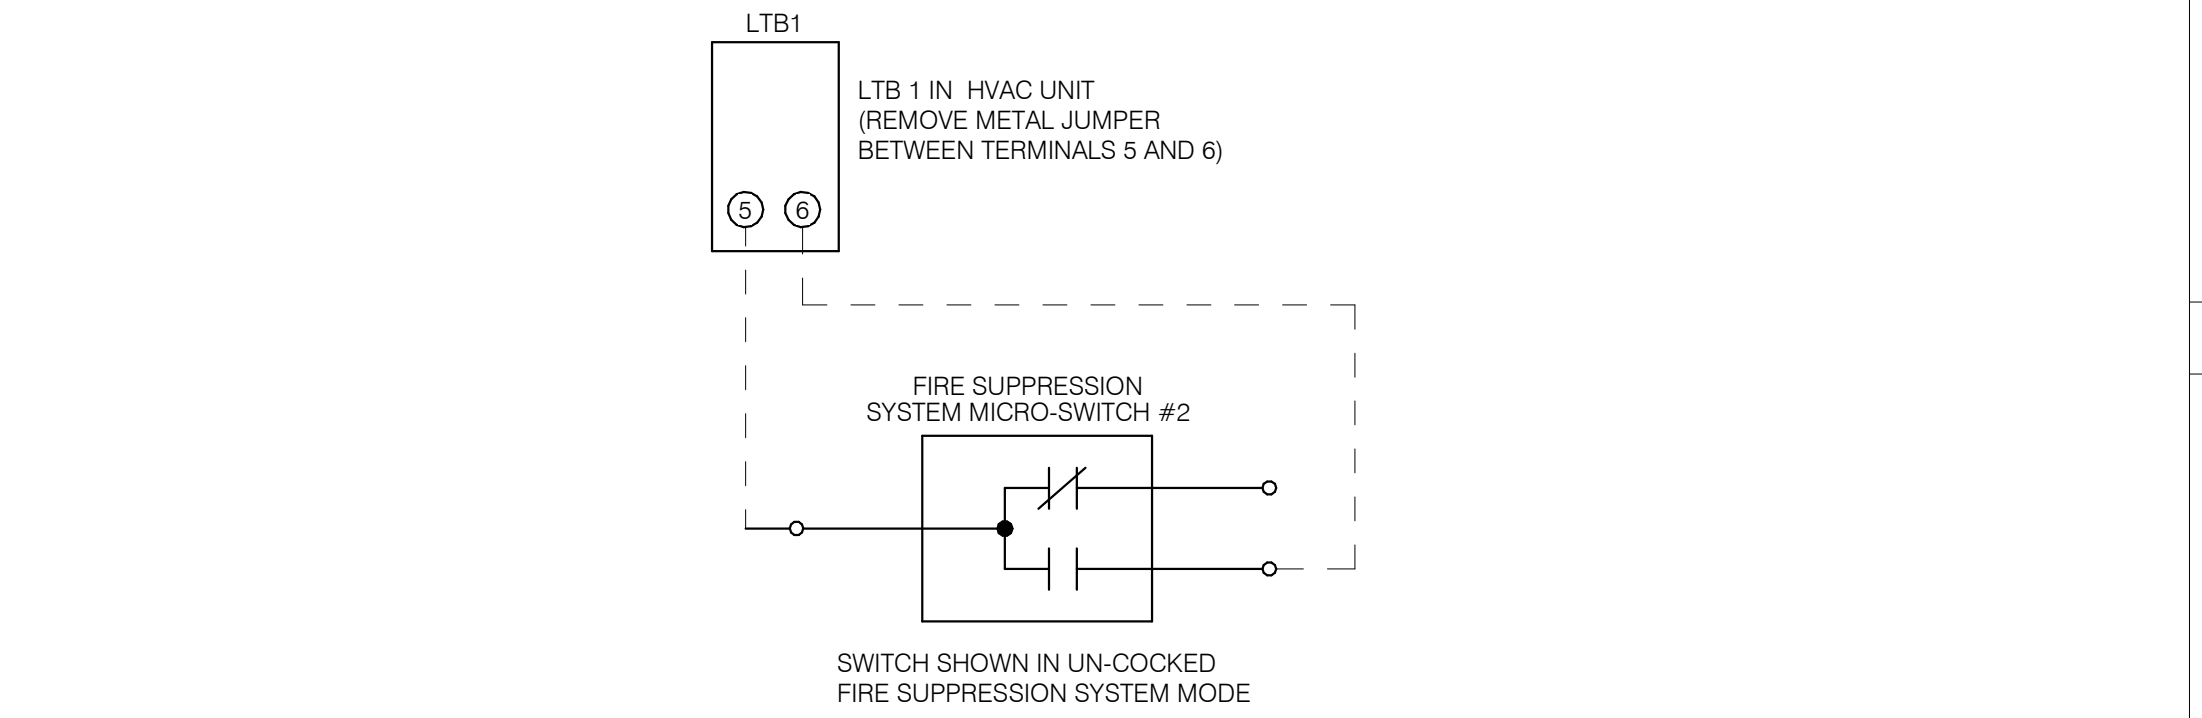 LTB1
LTB 1 IN  HVAC UNIT
(REMOVE METAL JUMPER
BETWEEN TERMINALS 5 AND 6)
5 6
FIRE SUPPRESSION
SYSTEM MICRO-SWITCH #2
SWITCH SHOWN IN UN-COCKED
FIRE SUPPRESSION SYSTEM MODE